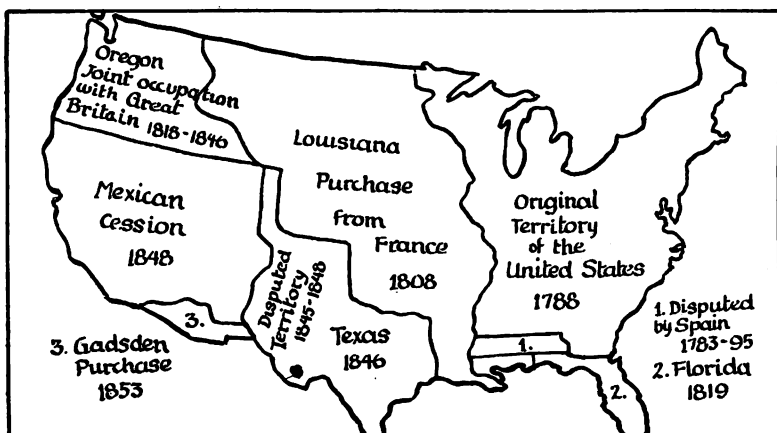 Oregon
Joint occupation
with Great
Britain 1818-1846
Louisiana
Purchase
from
France
1808
Original
Territory
of the
United States
1788
Mexican
Cession
1848
Disputed
Territory
1845-1848
Texas
1846
3.
3. Gadsden
Purchase
1853
1.
1. Disputed
by Spain
1783-95
2.
2. Florida
1819